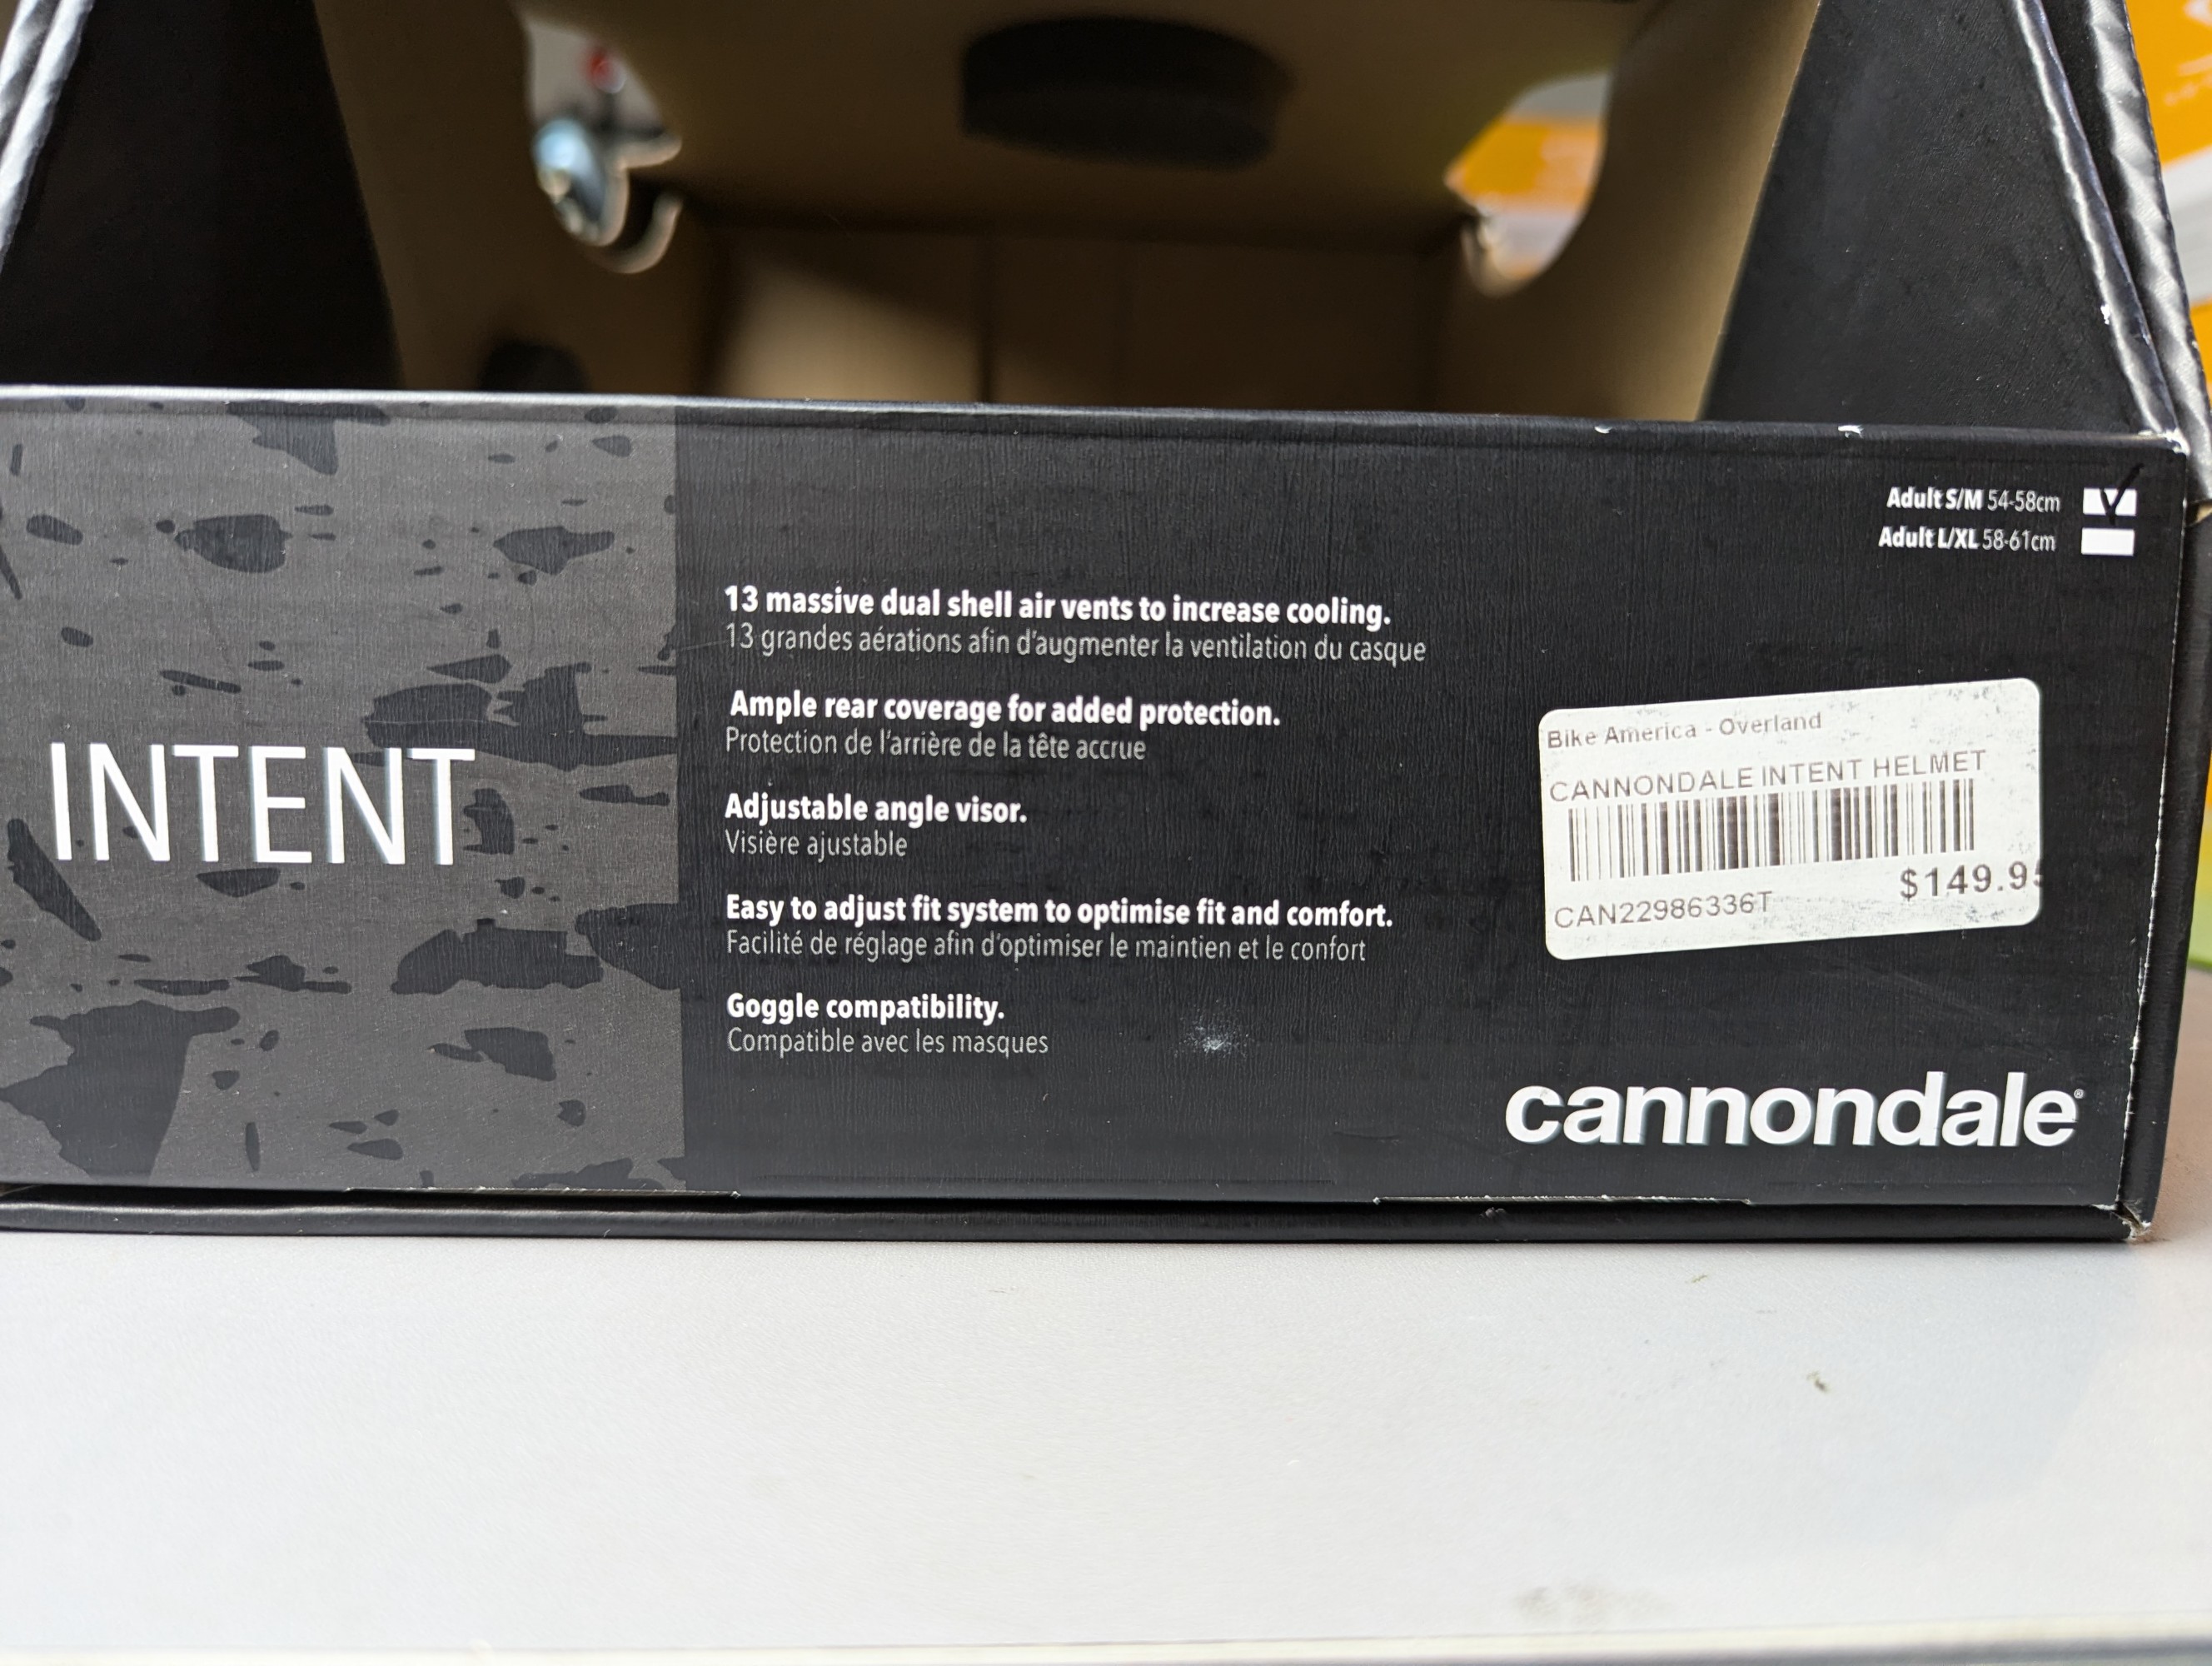 INTENT
Adult S/M 54-58cm
Adult L/XL 58-61cm
13 massive dual shell air vents to increase cooling.
13 grandes aérations afin d'augmenter la ventilation du casque
Ample rear coverage for added protection.
Protection de l'arrière de la tête accrue
Adjustable angle visor.
Visière ajustable
Easy to adjust fit system to optimise fit and comfort.
Facilité de réglage afin d'optimiser le maintien et le confort
Goggle compatibility.
Compatible avec les masques
Bike America - Overland
CANNONDALE INTENT HELMET
$149.95
CAN22986336T
cannondale®